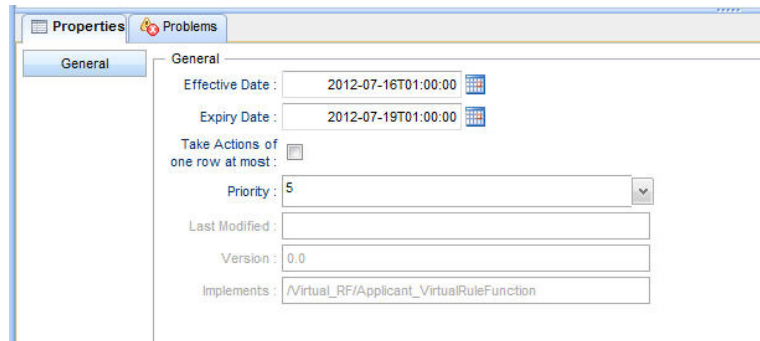 Properties Problems
General
General
Effective Date : 2012-07-16T01:00:00
Expiry Date : 2012-07-19T01:00:00
Take Actions of
one row at most :
Priority : 5
Last Modified :
Version : 0.0
Implements : /Virtual_RF/Applicant_VirtualRuleFunction